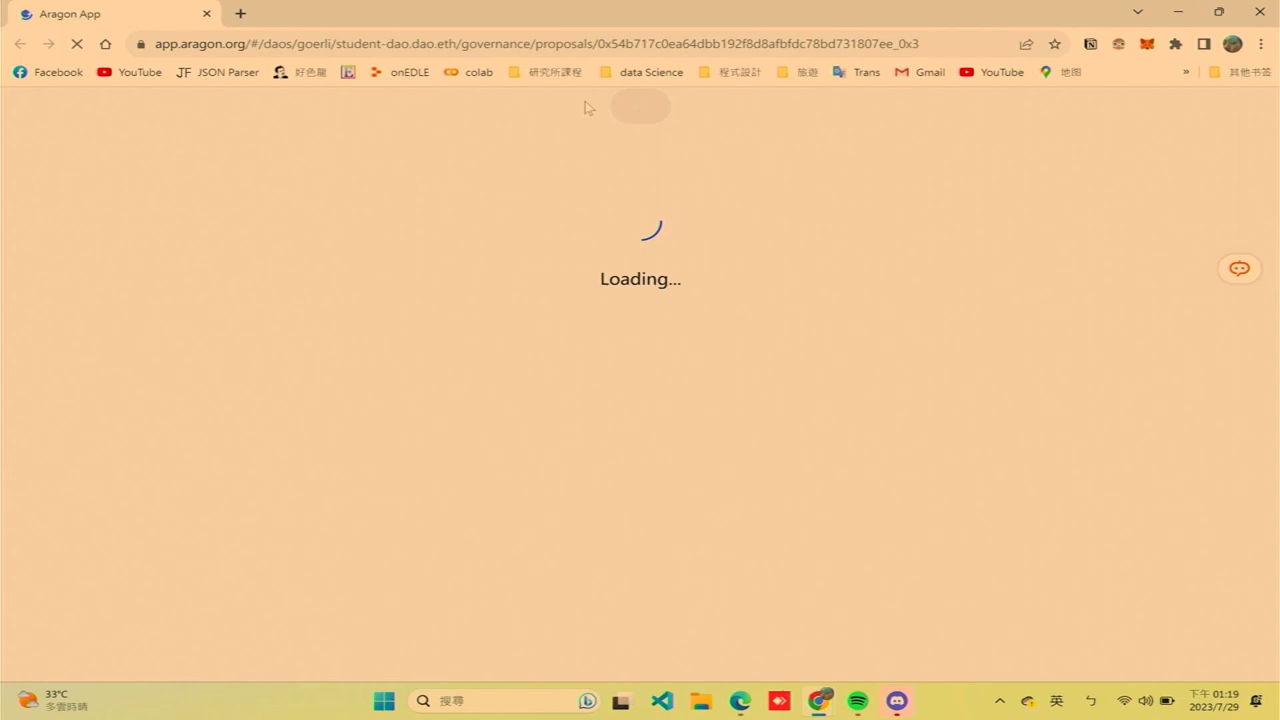 Aragon App
app.aragon.org/#/daos/goerli/student-dao.dao.eth/governance/proposals/0x54b717c0ea64dbb192f8d8afbfdc78bd731807ee_0x3
Facebook YouTube JSON Parser 好色龍 onEDLE colab 研究所課程 data Science 程式設計 旅遊 Trans Gmail YouTube 地图 » 其他书签
Loading...
33°C
多雲時晴
搜尋
英 ㄅ
下午 01:19
2023/7/29